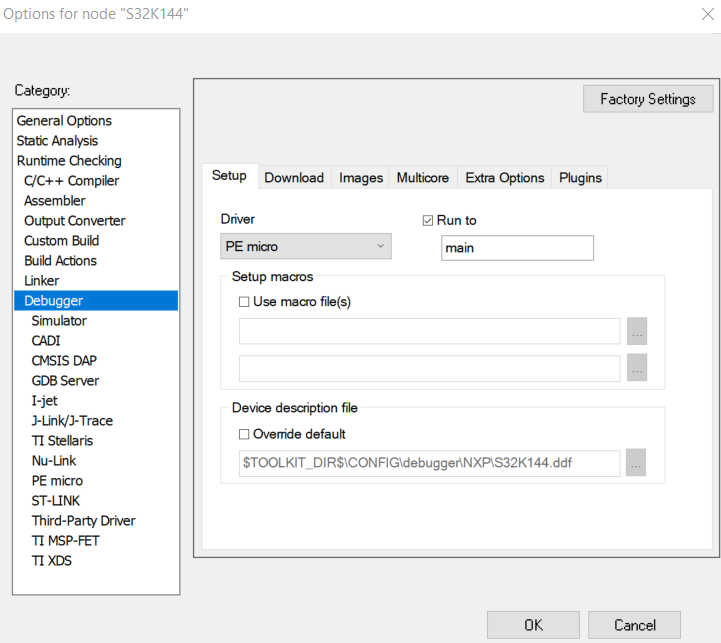 Options for node "S32K144"
Category:
General Options
Static Analysis
Runtime Checking
C/C++ Compiler
Assembler
Output Converter
Custom Build
Build Actions
Linker
Debugger
Simulator
CADI
CMSIS DAP
GDB Server
I-jet
J-Link/J-Trace
TI Stellaris
Nu-Link
PE micro
ST-LINK
Third-Party Driver
TI MSP-FET
TI XDS
Factory Settings
Setup Download Images Multicore Extra Options Plugins
Driver Run to
PE micro main
Setup macros
Use macro file(s)
...
...
Device description file
Override default
$TOOLKIT_DIR$\CONFIG\debugger\NXP\S32K144.ddf ...
OK Cancel